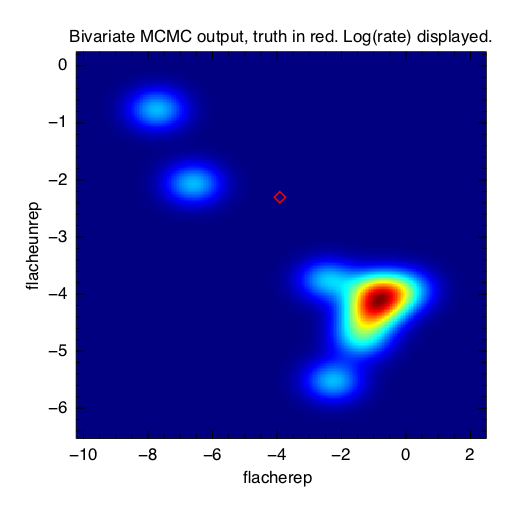 Bivariate MCMC output, truth in red. Log(rate) displayed.
0
−1
−2
−3
−4
−5
−6
flacheunrep
−10 −8 −6 −4 −2 0 2
flacherep